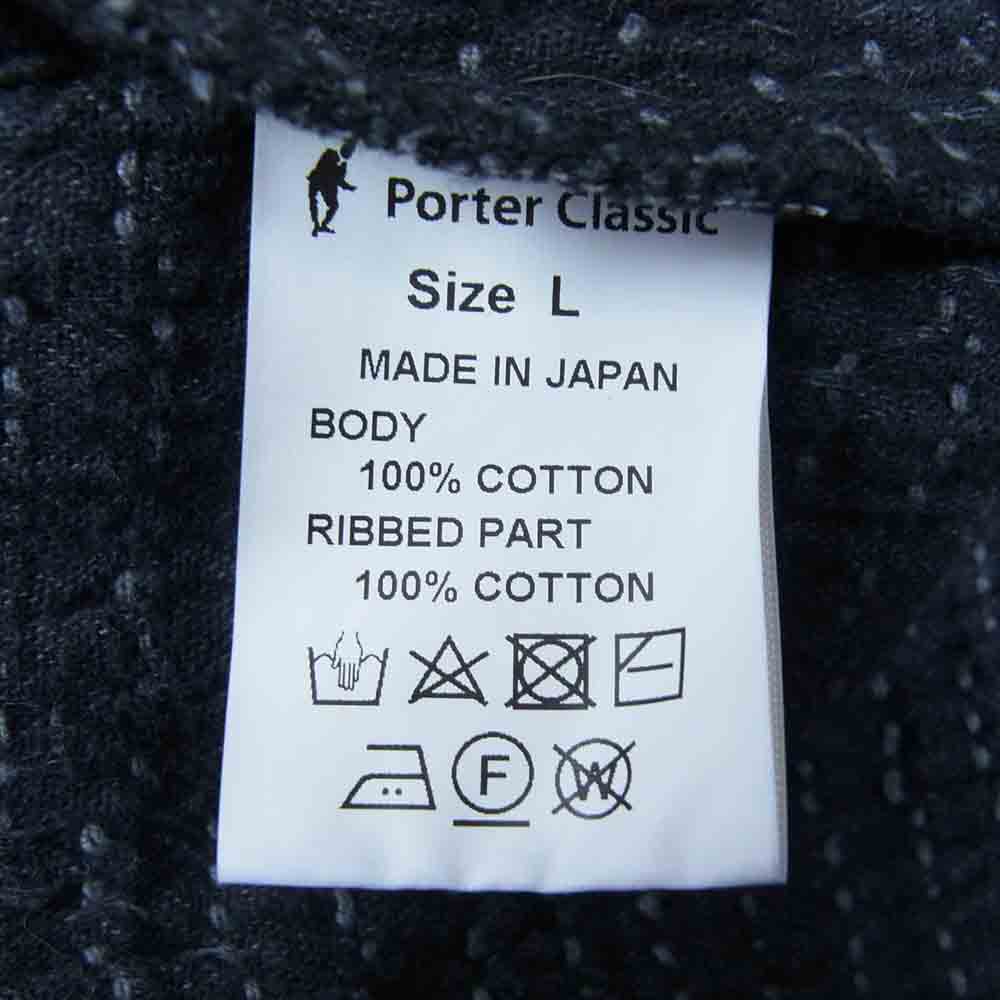 Porter Classic
Size L
MADE IN JAPAN
BODY
100% COTTON
RIBBED PART
100% COTTON
F
W